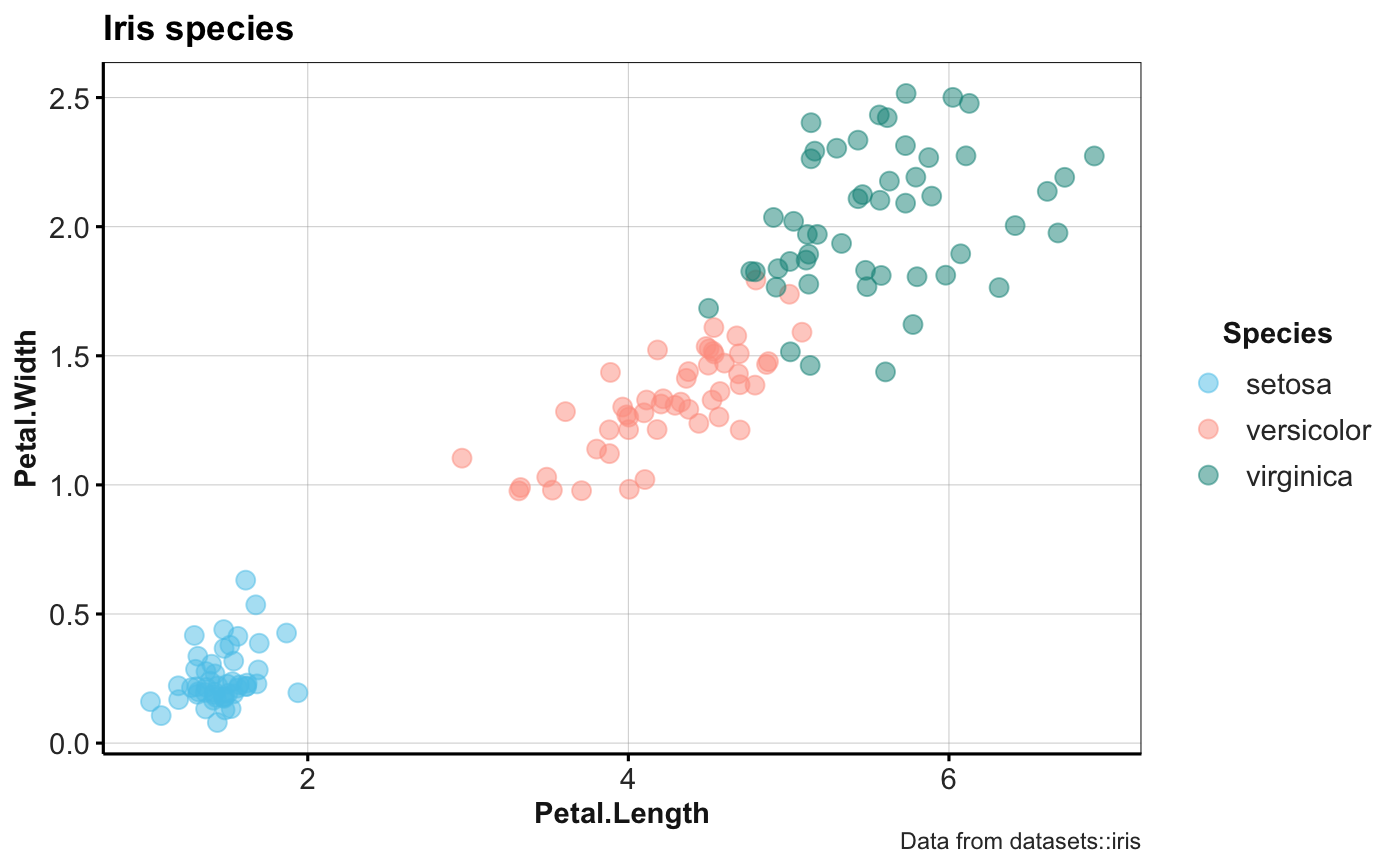 Iris species
2.5
2.0
1.5
1.0
0.5
0.0
Petal.Width
2 4 6
Petal.Length
Species
setosa
versicolor
virginica
Data from datasets::iris